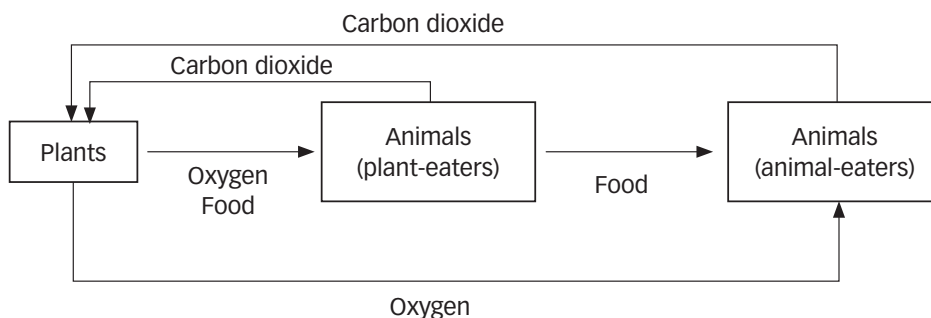 Carbon dioxide
Carbon dioxide
Plants
Oxygen
Food
Animals
(plant-eaters)
Food
Animals
(animal-eaters)
Oxygen